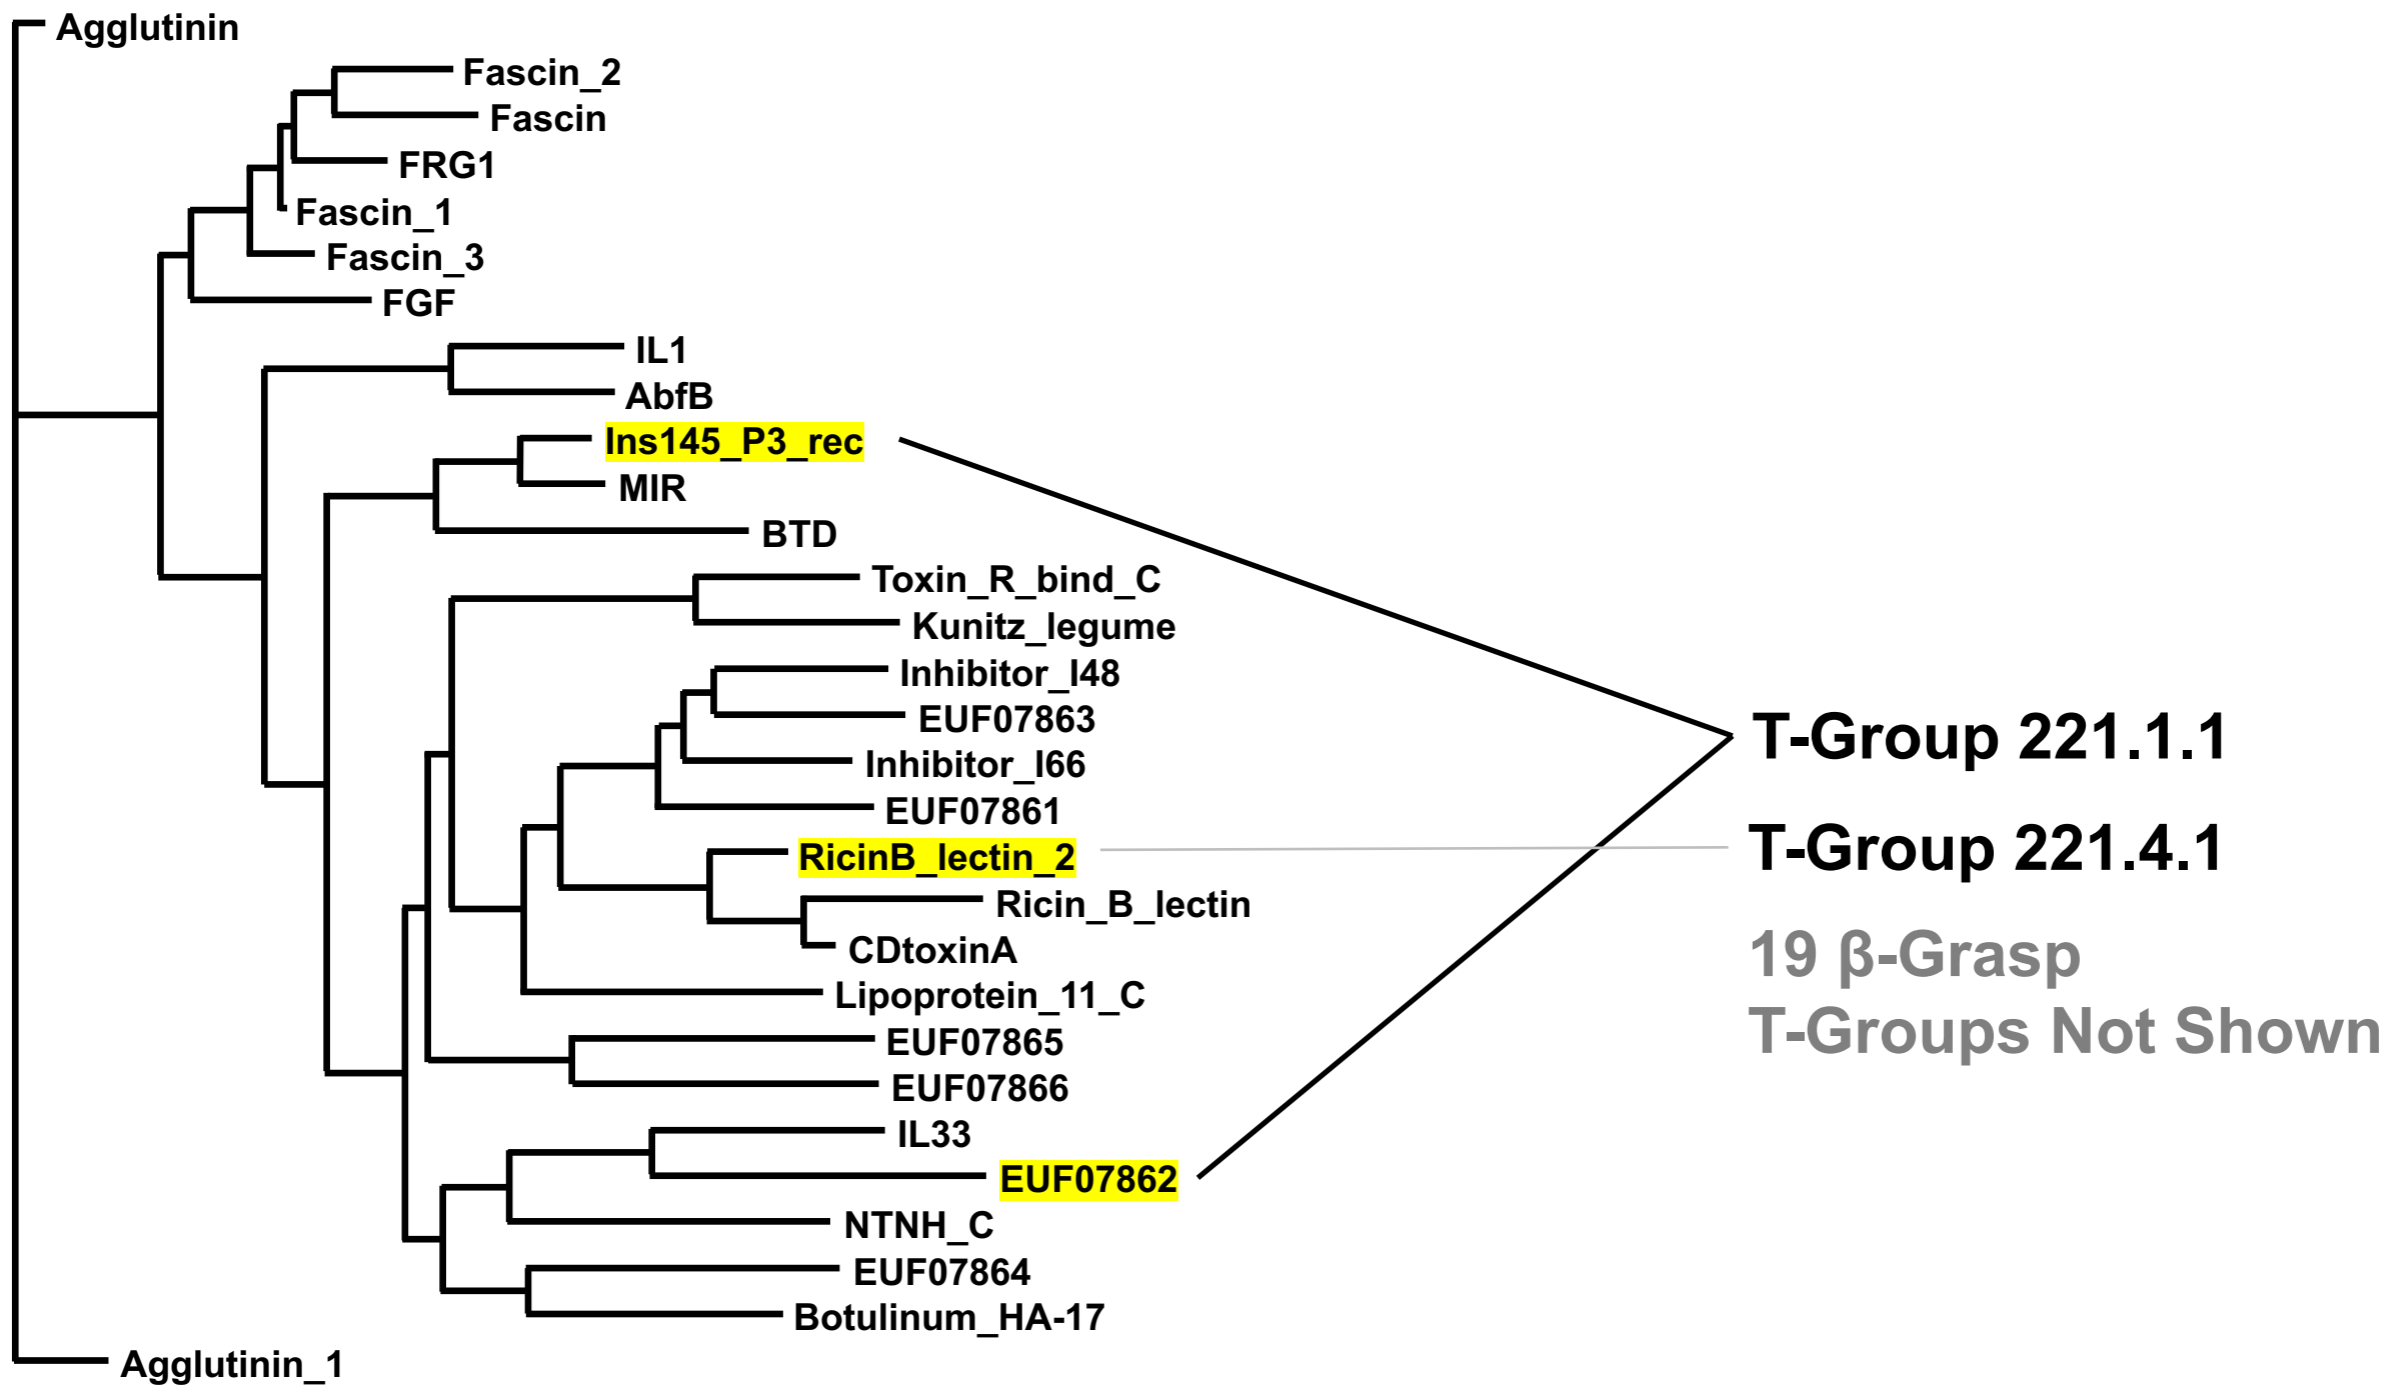 Agglutinin
Fascin_2
Fascin
FRG1
Fascin_1
Fascin_3
FGF
IL1
AbfB
Ins145_P3_rec
MIR
BTD
Toxin_R_bind_C
Kunitz_legume
Inhibitor_I48
EUF07863
Inhibitor_I66
EUF07861
RicinB_lectin_2
Ricin_B_lectin
CDtoxinA
Lipoprotein_11_C
EUF07865
EUF07866
IL33
EUF07862
NTNH_C
EUF07864
Botulinum_HA-17
Agglutinin_1
T-Group 221.1.1
T-Group 221.4.1
19 β-Grasp
T-Groups Not Shown